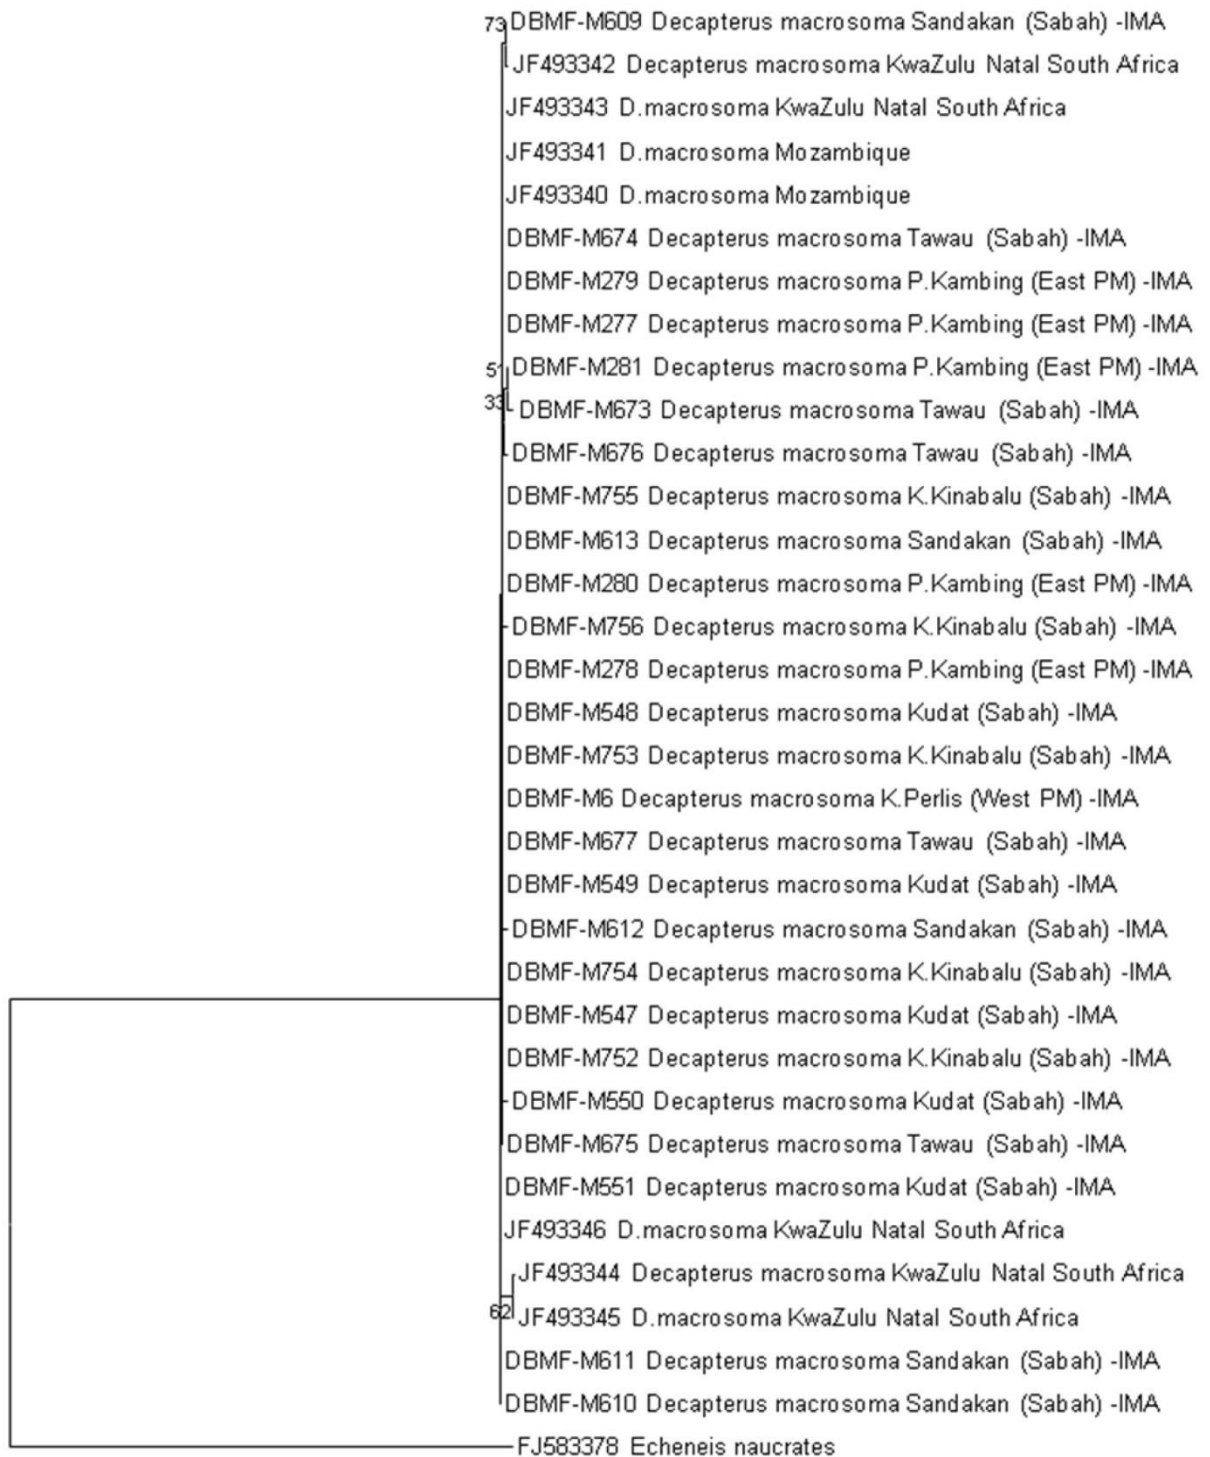 73 DBMF-M609 Decapterus macrosoma Sandakan (Sabah) -IMA
JF493342 Decapterus macrosoma KwaZulu Natal South Africa
JF493343 D.macrosoma KwaZulu Natal South Africa
JF493341 D.macrosoma Mozambique
JF493340 D.macrosoma Mozambique
DBMF-M674 Decapterus macrosoma Tawau (Sabah) -IMA
DBMF-M279 Decapterus macrosoma P.Kambing (East PM) -IMA
DBMF-M277 Decapterus macrosoma P.Kambing (East PM) -IMA
51 DBMF-M281 Decapterus macrosoma P.Kambing (East PM) -IMA
33 DBMF-M673 Decapterus macrosoma Tawau (Sabah) -IMA
DBMF-M676 Decapterus macrosoma Tawau (Sabah) -IMA
DBMF-M755 Decapterus macrosoma K.Kinabalu (Sabah) -IMA
DBMF-M613 Decapterus macrosoma Sandakan (Sabah) -IMA
DBMF-M280 Decapterus macrosoma P.Kambing (East PM) -IMA
DBMF-M756 Decapterus macrosoma K.Kinabalu (Sabah) -IMA
DBMF-M278 Decapterus macrosoma P.Kambing (East PM) -IMA
DBMF-M548 Decapterus macrosoma Kudat (Sabah) -IMA
DBMF-M753 Decapterus macrosoma K.Kinabalu (Sabah) -IMA
DBMF-M6 Decapterus macrosoma K.Perlis (West PM) -IMA
DBMF-M677 Decapterus macrosoma Tawau (Sabah) -IMA
DBMF-M549 Decapterus macrosoma Kudat (Sabah) -IMA
DBMF-M612 Decapterus macrosoma Sandakan (Sabah) -IMA
DBMF-M754 Decapterus macrosoma K.Kinabalu (Sabah) -IMA
DBMF-M547 Decapterus macrosoma Kudat (Sabah) -IMA
DBMF-M752 Decapterus macrosoma K.Kinabalu (Sabah) -IMA
DBMF-M550 Decapterus macrosoma Kudat (Sabah) -IMA
DBMF-M675 Decapterus macrosoma Tawau (Sabah) -IMA
DBMF-M551 Decapterus macrosoma Kudat (Sabah) -IMA
JF493346 D.macrosoma KwaZulu Natal South Africa
JF493344 Decapterus macrosoma KwaZulu Natal South Africa
62 JF493345 D.macrosoma KwaZulu Natal South Africa
DBMF-M611 Decapterus macrosoma Sandakan (Sabah) -IMA
DBMF-M610 Decapterus macrosoma Sandakan (Sabah) -IMA
FJ583378 Echeneis naucrates